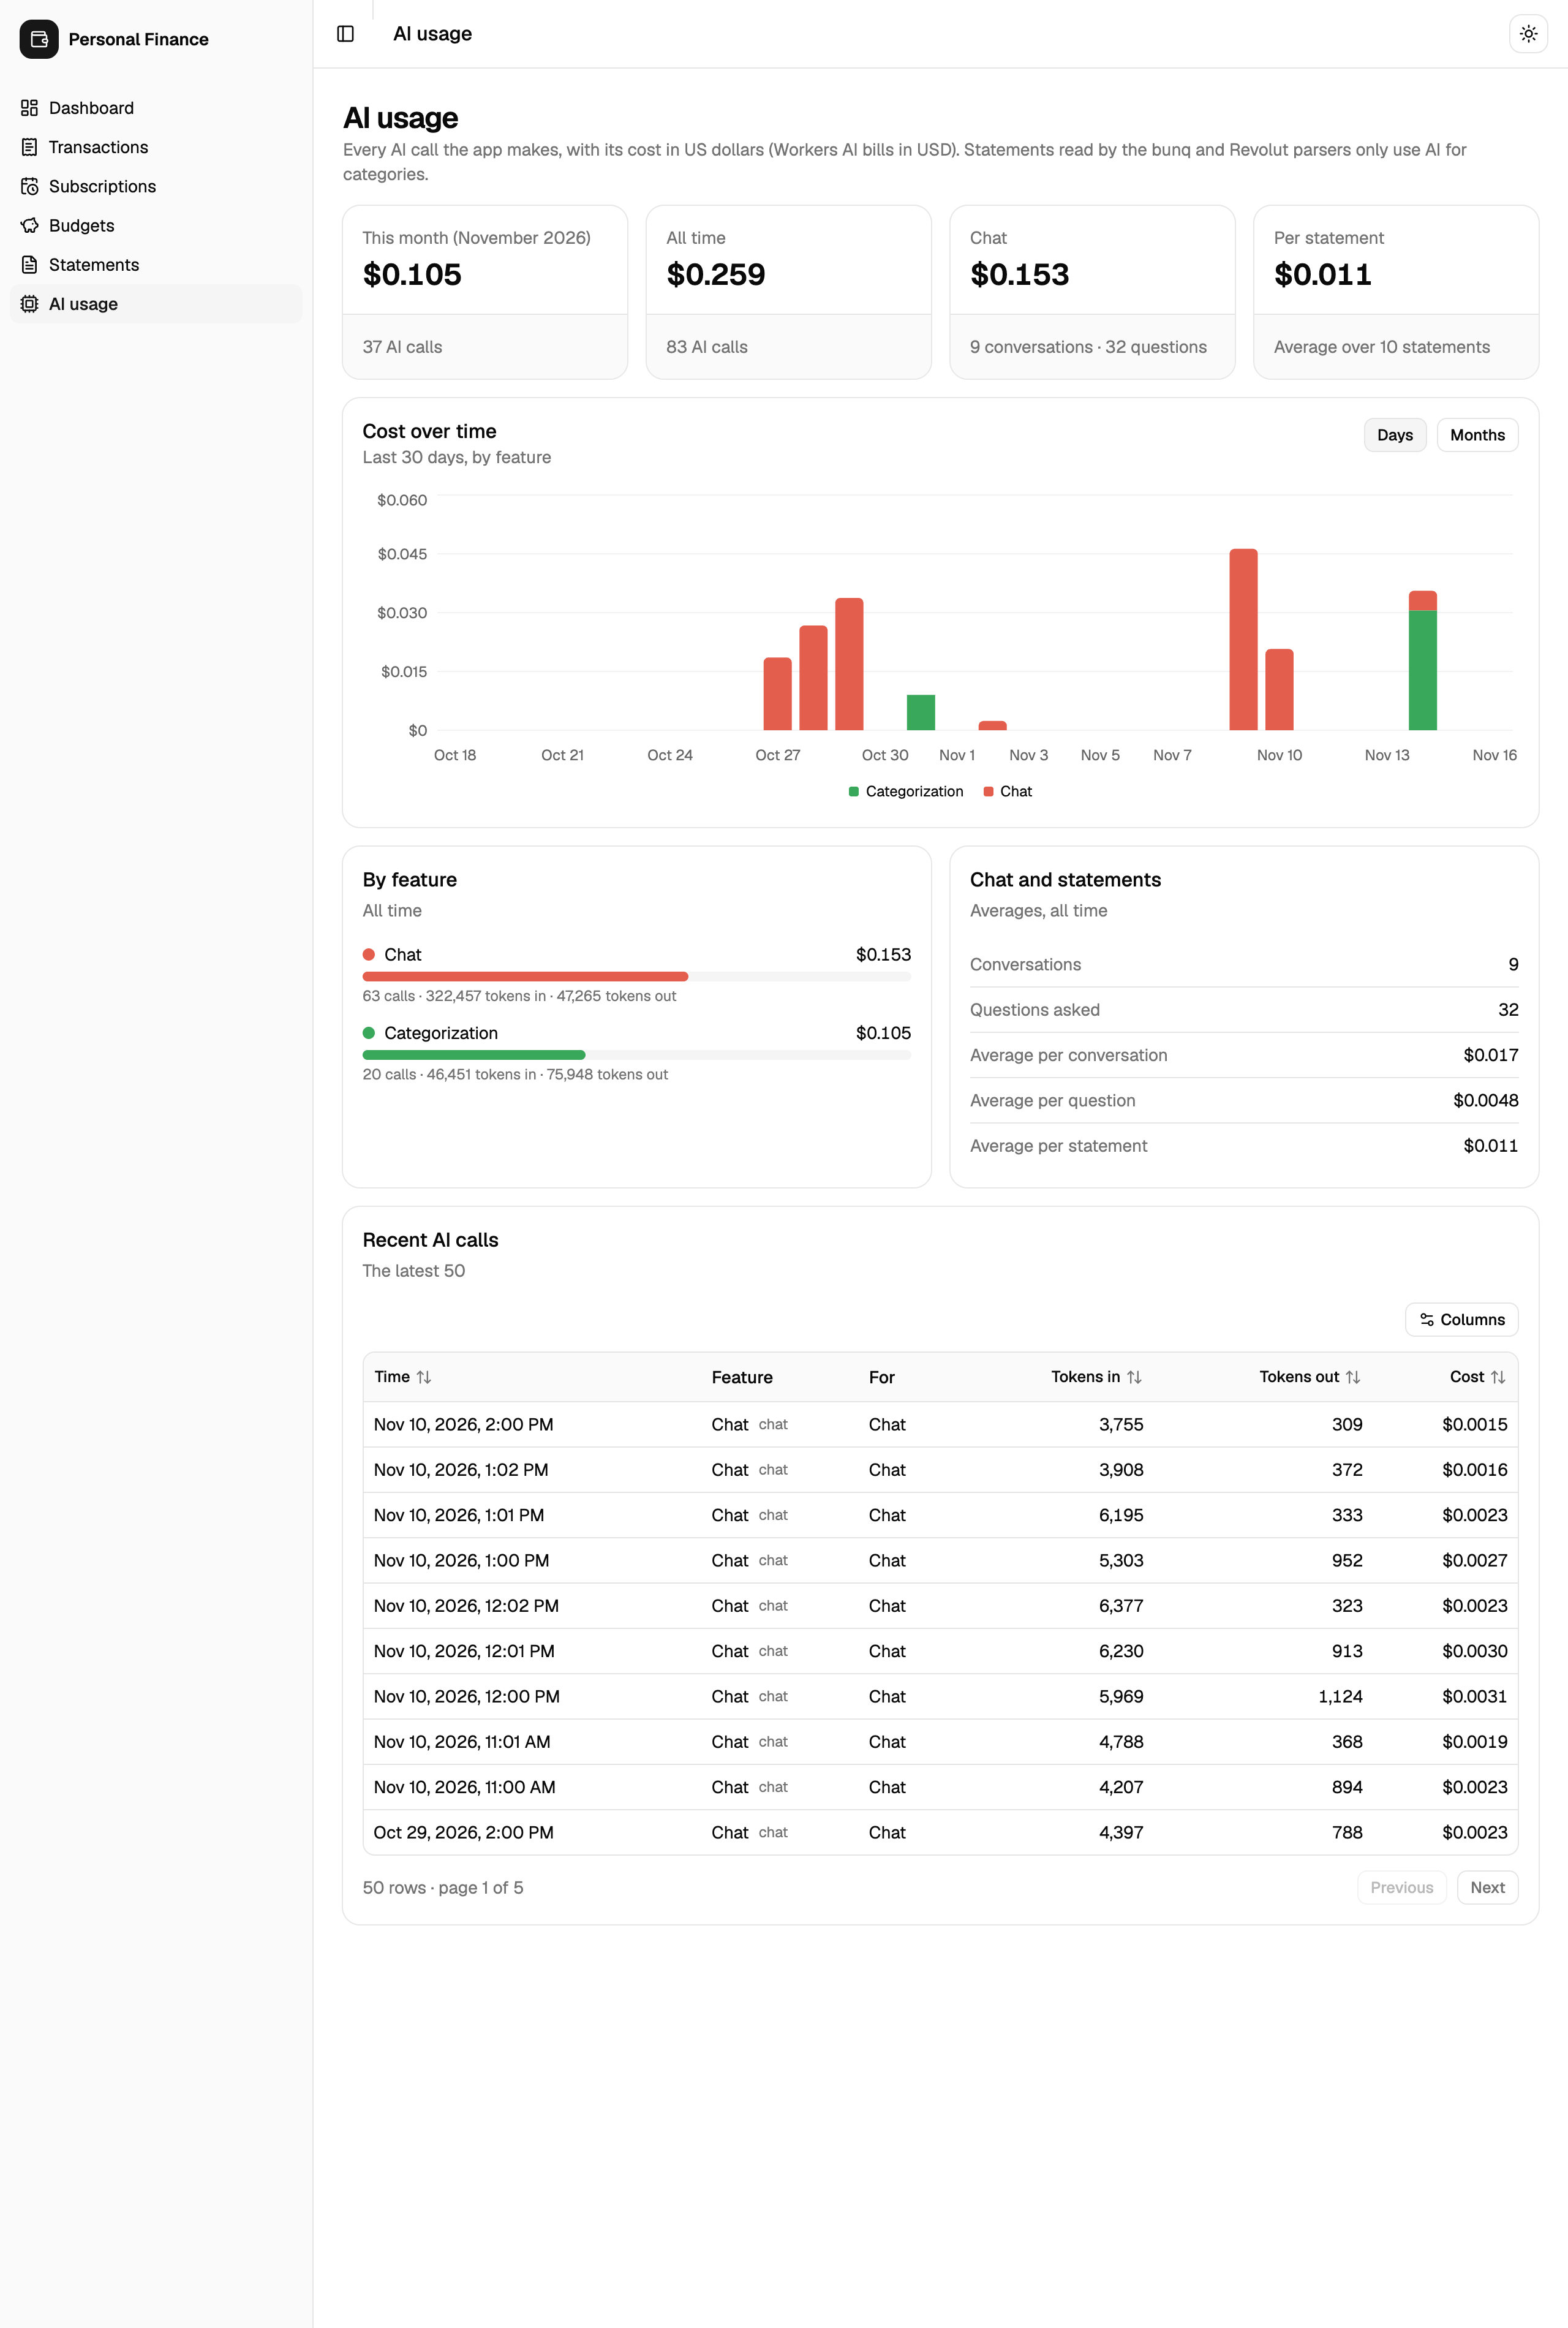 Personal Finance
Dashboard
Transactions
Subscriptions
Budgets
Statements
AI usage
AI usage
AI usage
Every AI call the app makes, with its cost in US dollars (Workers AI bills in USD). Statements read by the bunq and Revolut parsers only use AI for
categories.
This month (November 2026)
$0.105
37 AI calls
All time
$0.259
83 AI calls
Chat
$0.153
9 conversations · 32 questions
Per statement
$0.011
Average over 10 statements
Cost over time
Last 30 days, by feature
Days
Months
$0.060
$0.045
$0.030
$0.015
$0
Oct 18 Oct 21 Oct 24 Oct 27 Oct 30 Nov 1 Nov 3 Nov 5 Nov 7 Nov 10 Nov 13 Nov 16
Categorization Chat
By feature
All time
Chat $0.153
63 calls · 322,457 tokens in · 47,265 tokens out
Categorization $0.105
20 calls · 46,451 tokens in · 75,948 tokens out
Chat and statements
Averages, all time
Conversations 9
Questions asked 32
Average per conversation $0.017
Average per question $0.0048
Average per statement $0.011
Recent AI calls
The latest 50
Columns
Time Feature For Tokens in Tokens out Cost
Nov 10, 2026, 2:00 PM Chat chat Chat 3,755 309 $0.0015
Nov 10, 2026, 1:02 PM Chat chat Chat 3,908 372 $0.0016
Nov 10, 2026, 1:01 PM Chat chat Chat 6,195 333 $0.0023
Nov 10, 2026, 1:00 PM Chat chat Chat 5,303 952 $0.0027
Nov 10, 2026, 12:02 PM Chat chat Chat 6,377 323 $0.0023
Nov 10, 2026, 12:01 PM Chat chat Chat 6,230 913 $0.0030
Nov 10, 2026, 12:00 PM Chat chat Chat 5,969 1,124 $0.0031
Nov 10, 2026, 11:01 AM Chat chat Chat 4,788 368 $0.0019
Nov 10, 2026, 11:00 AM Chat chat Chat 4,207 894 $0.0023
Oct 29, 2026, 2:00 PM Chat chat Chat 4,397 788 $0.0023
50 rows · page 1 of 5
Previous
Next